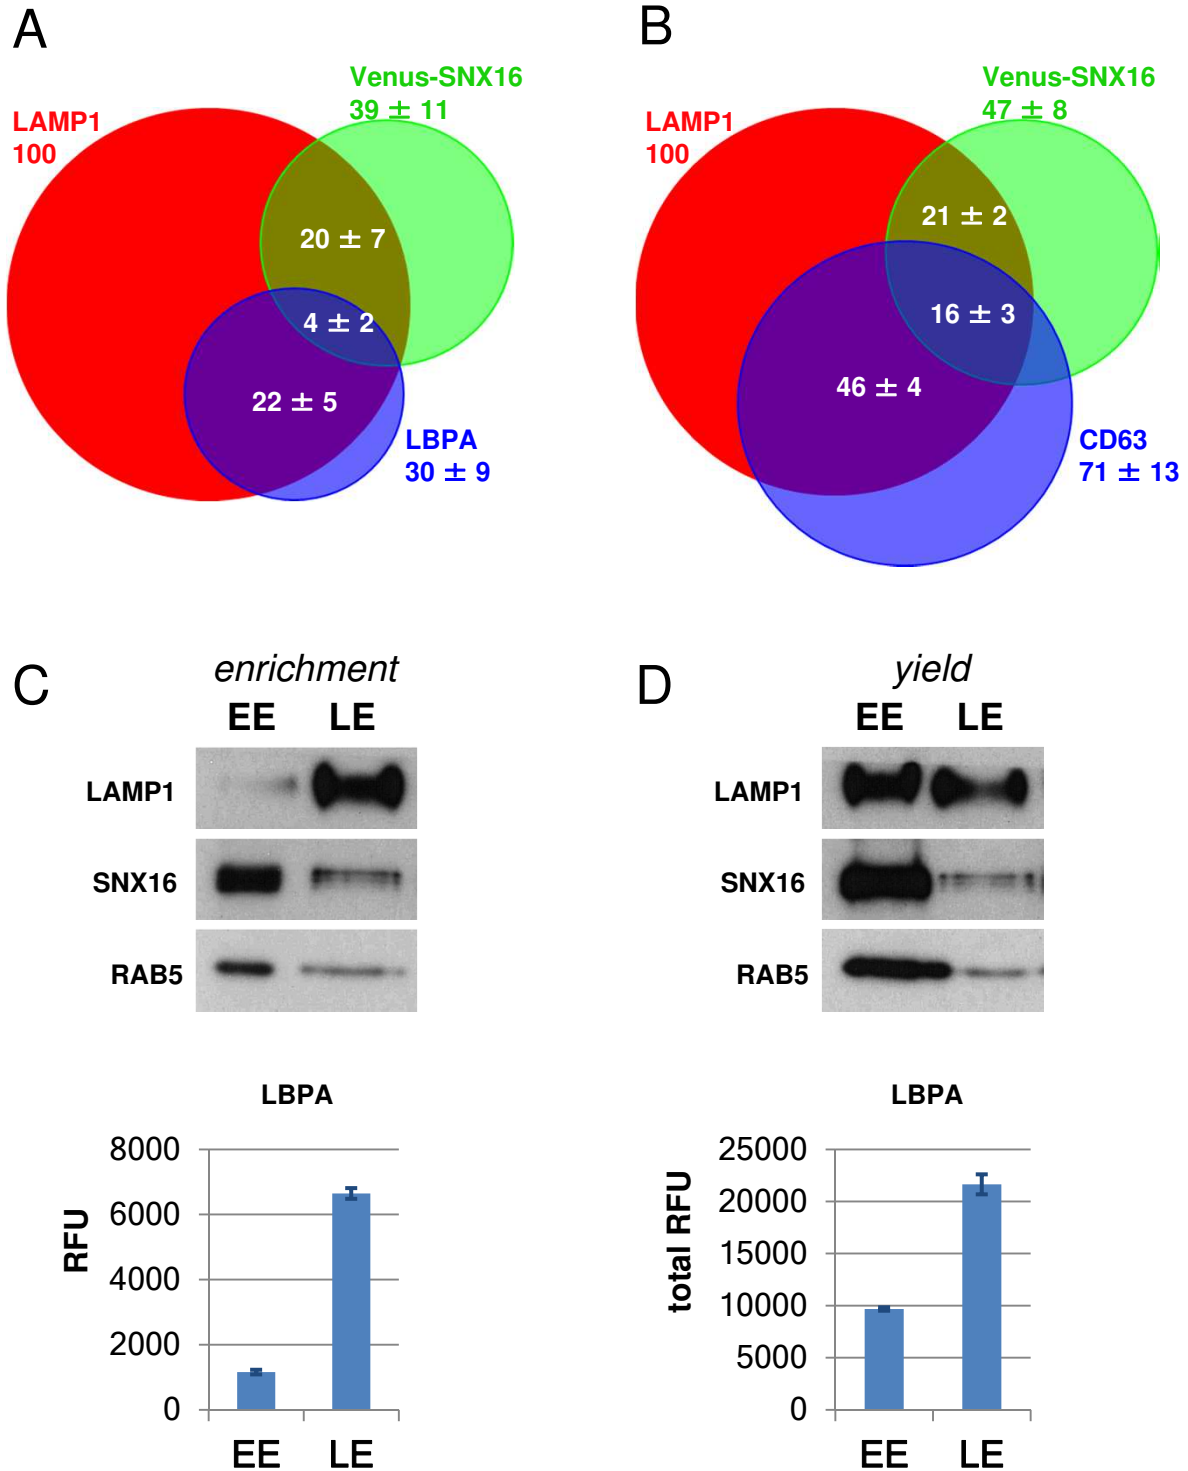 A
Venus-SNX16
39 ± 11
LAMP1
100
20 ± 7
4 ± 2
22 ± 5
LBPA
30 ± 9
B
Venus-SNX16
47 ± 8
LAMP1
100
21 ± 2
16 ± 3
46 ± 4
CD63
71 ± 13
C
enrichment
EE LE
LAMP1
SNX16
RAB5
LBPA
8000
6000
4000
2000
0
RFU
EE LE
D
yield
EE LE
LAMP1
SNX16
RAB5
LBPA
25000
20000
15000
10000
5000
0
total RFU
EE LE